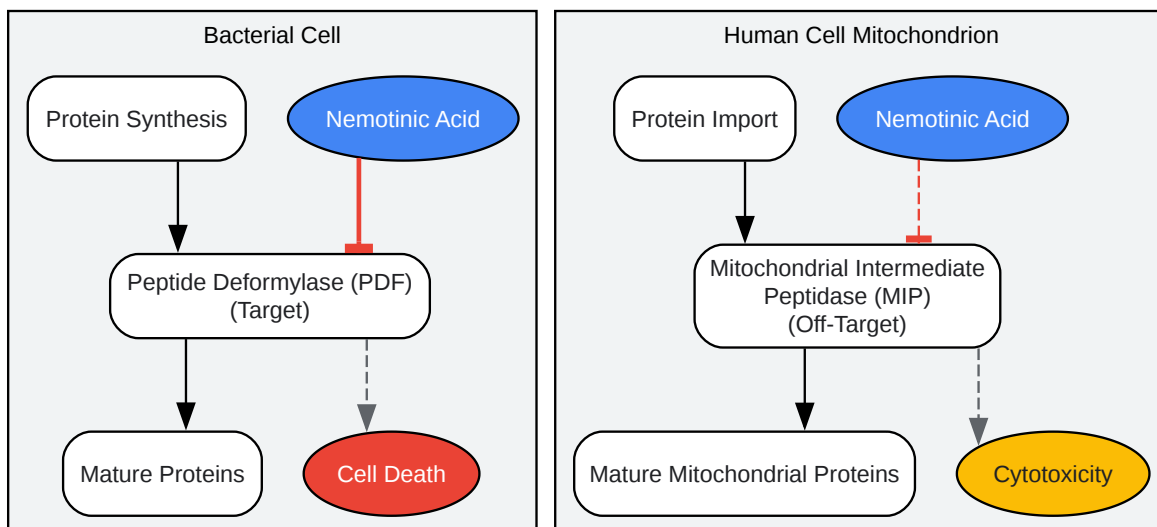 Bacterial Cell
Protein Synthesis
Nemotinic Acid
Peptide Deformylase (PDF)
(Target)
Mature Proteins
Cell Death
Human Cell Mitochondrion
Protein Import
Nemotinic Acid
Mitochondrial Intermediate
Peptidase (MIP)
(Off-Target)
Mature Mitochondrial Proteins
Cytotoxicity